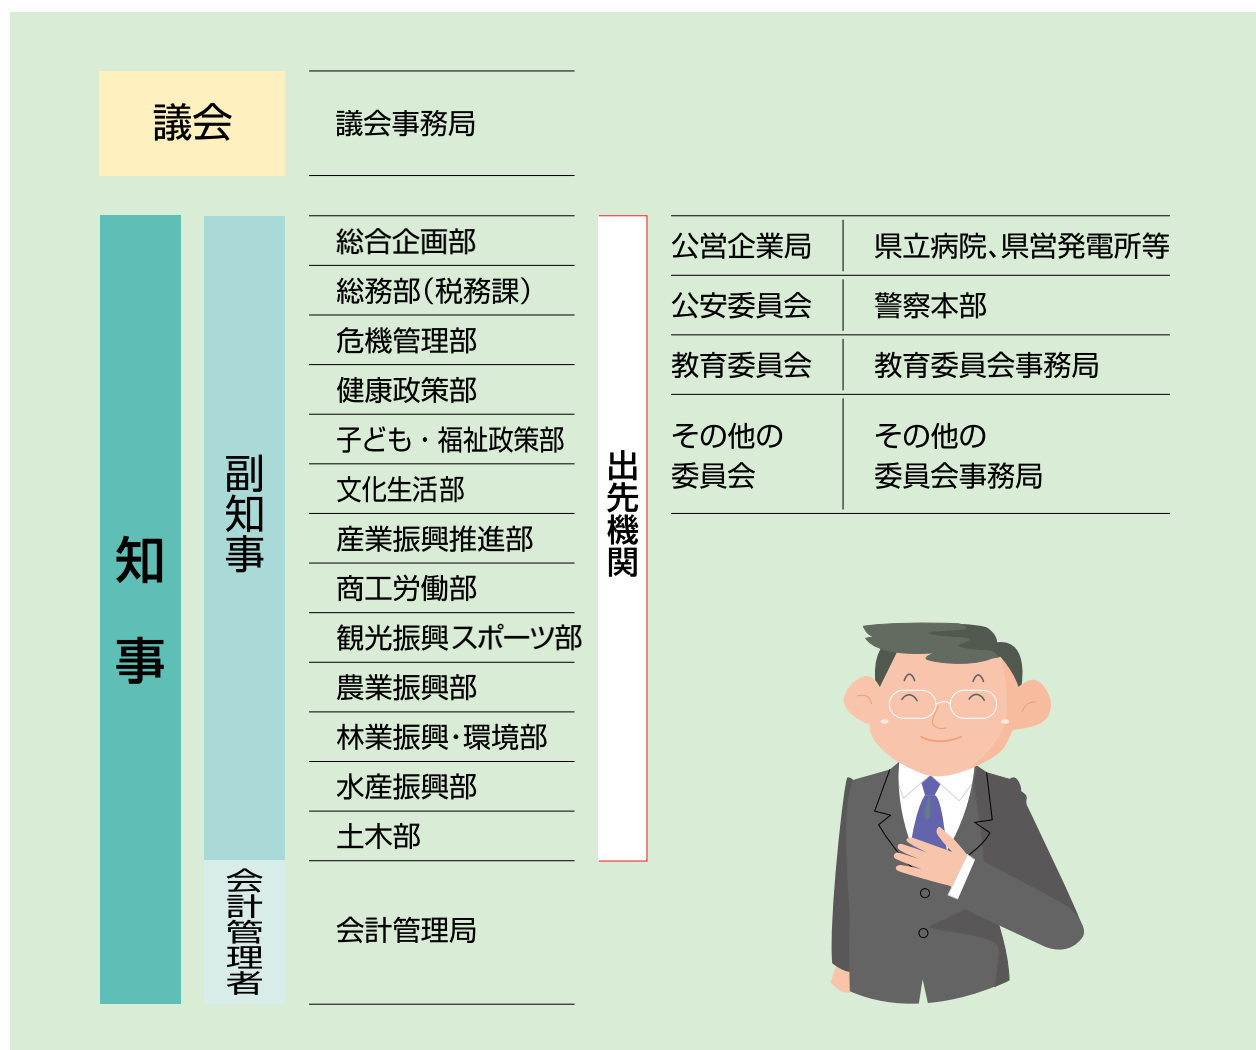 議会
議会事務局
知事
副知事
総合企画部
総務部(税務課)
危機管理部
健康政策部
子ども・福祉政策部
文化生活部
産業振興推進部
商工労働部
観光振興スポーツ部
農業振興部
林業振興・環境部
水産振興部
土木部
会計管理者
会計管理局
出先機関
公営企業局
県立病院、県営発電所等
公安委員会
警察本部
教育委員会
教育委員会事務局
その他の
委員会
その他の
委員会事務局